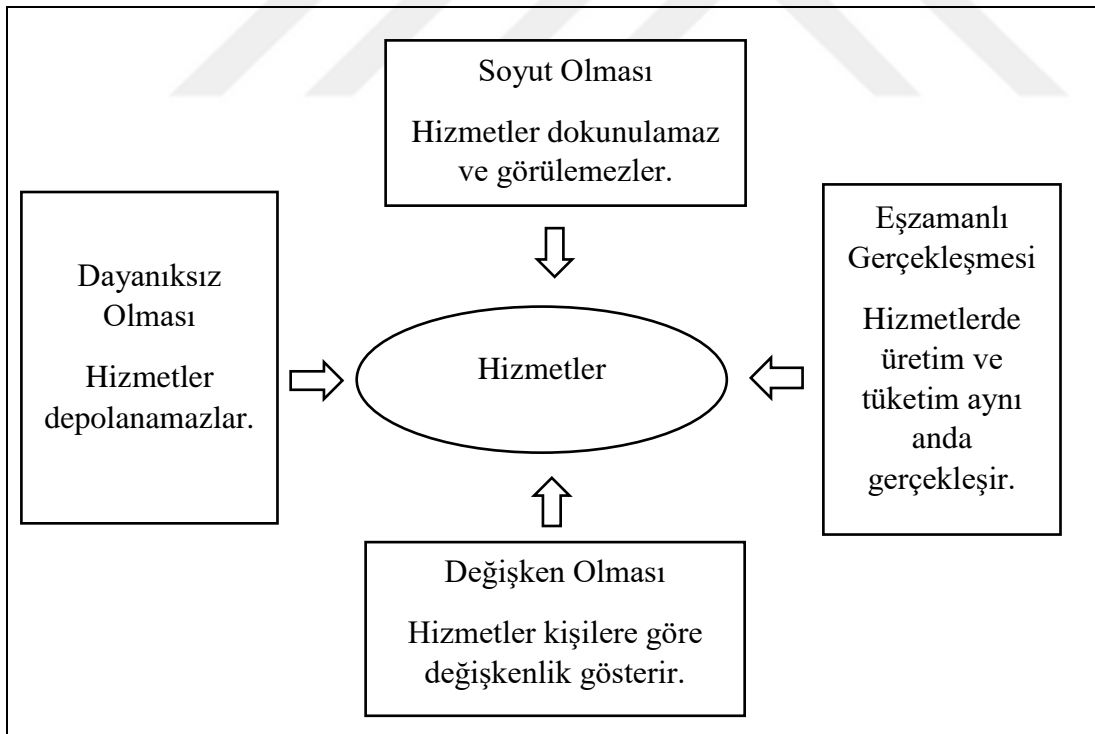 Soyut Olması
Hizmetler dokunulamaz
ve görülemezler.
Dayanıksız
Olması
Hizmetler
depolanamazlar.
Hizmetler
Eşzamanlı
Gerçekleşmesi
Hizmetlerde
üretim ve
tüketim aynı
anda
gerçekleşir.
Değişken Olması
Hizmetler kişilere göre
değişkenlik gösterir.